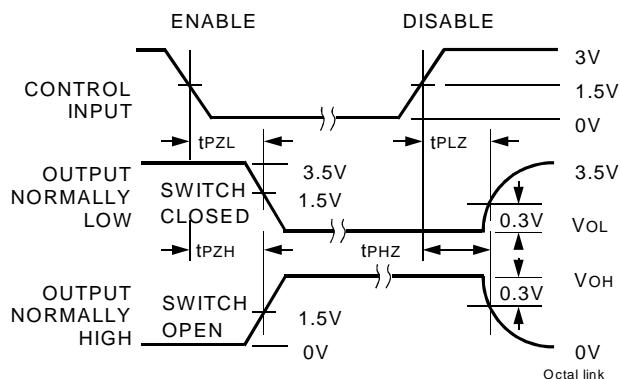 ENABLE DISABLE
3V
CONTROL 1.5V
INPUT
0V
tPZL tPLZ
OUTPUT 3.5V 3.5V
NORMALLY SWITCH 1.5V
LOW CLOSED 0.3V VOL
tPZH tPHZ
OUTPUT 0.3V VOH
NORMALLY SWITCH
HIGH OPEN 1.5V
0V 0V
Octal link